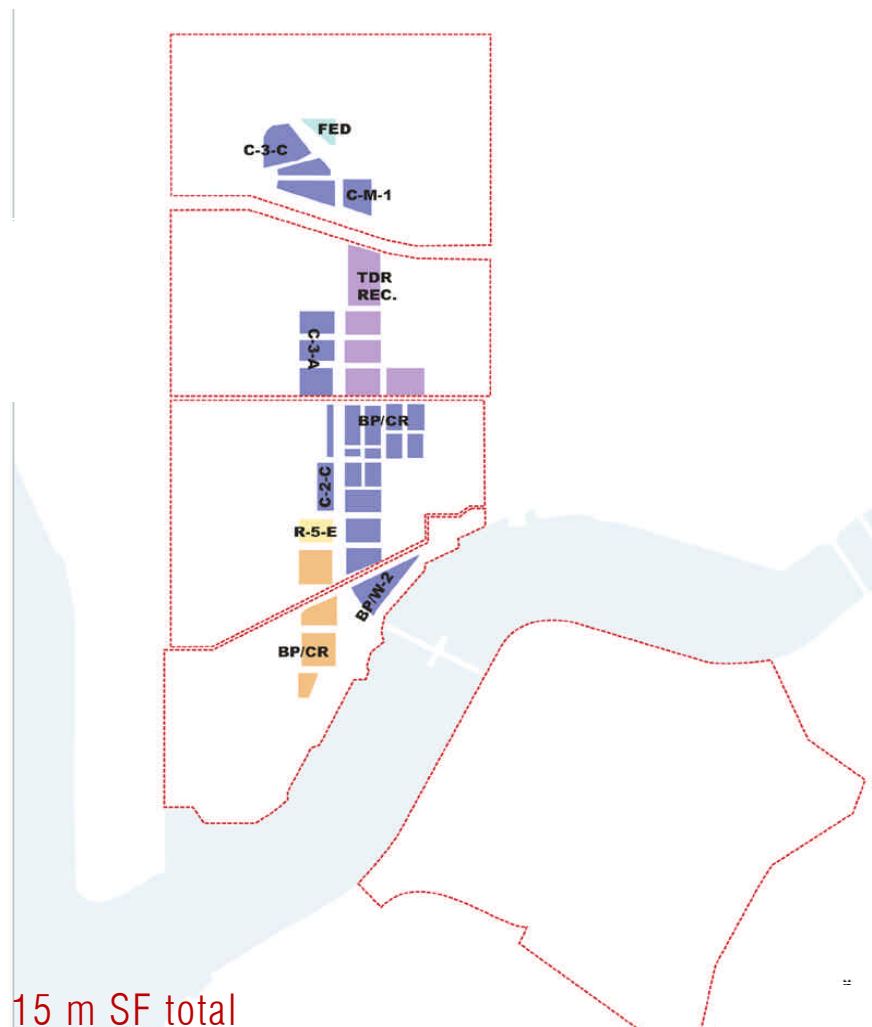 FED
C-3-C
C-M-1
TDR
REC.
C-3-A
BP/CR
C-2-C
R-5-E
BP/W-2
BP/CR
15 m SF total